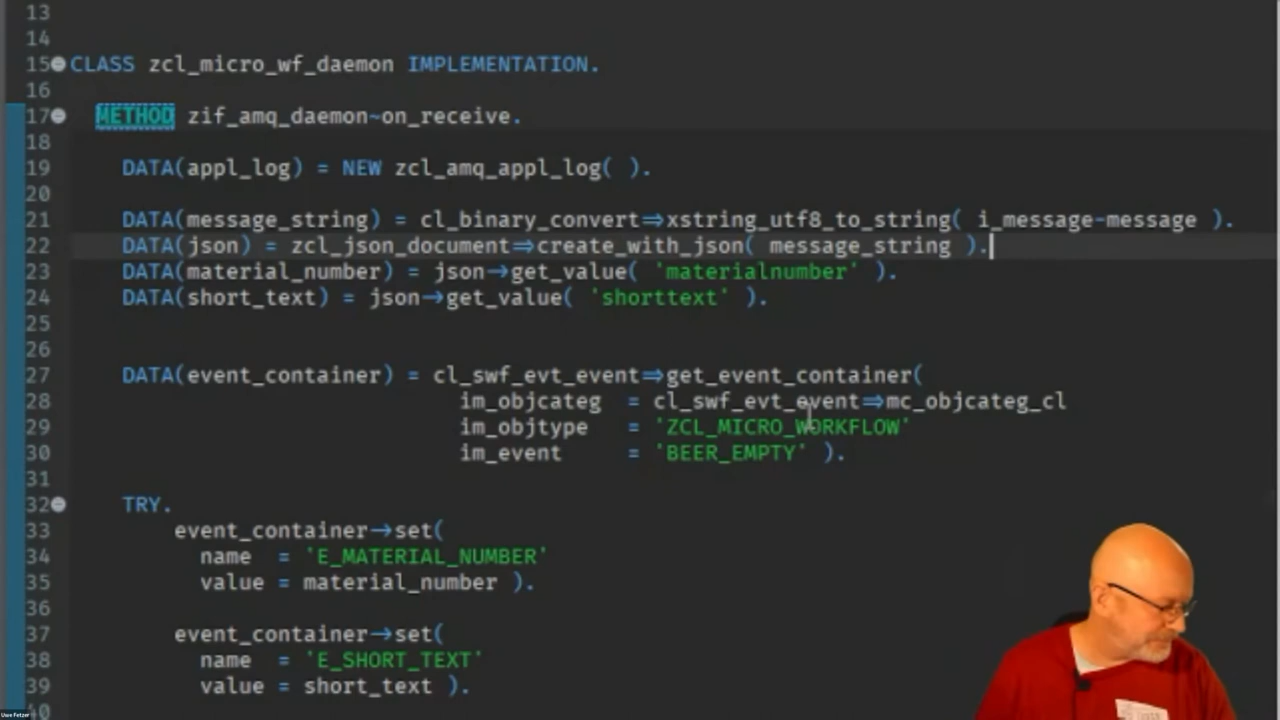 13
14
15 CLASS zcl_micro_wf_daemon IMPLEMENTATION.
16
17 METHOD zif_amq_daemon~on_receive.
18
19 DATA(appl_log) = NEW zcl_amq_appl_log( ).
20
21 DATA(message_string) = cl_binary_convert=>xstring_utf8_to_string( i_message-message ).
22 DATA(json) = zcl_json_document=>create_with_json( message_string ).
23 DATA(material_number) = json->get_value( 'materialnumber' ).
24 DATA(short_text) = json->get_value( 'shorttext' ).
25
26
27 DATA(event_container) = cl_swf_evt_event=>get_event_container(
28 im_objcateg = cl_swf_evt_event=>mc_objcateg_cl
29 im_objtype = 'ZCL_MICRO_WORKFLOW'
30 im_event = 'BEER_EMPTY' ).
31
32 TRY.
33 event_container->set(
34 name = 'E_MATERIAL_NUMBER'
35 value = material_number ).
36
37 event_container->set(
38 name = 'E_SHORT_TEXT'
39 value = short_text ).
40
Uwe Fetzer